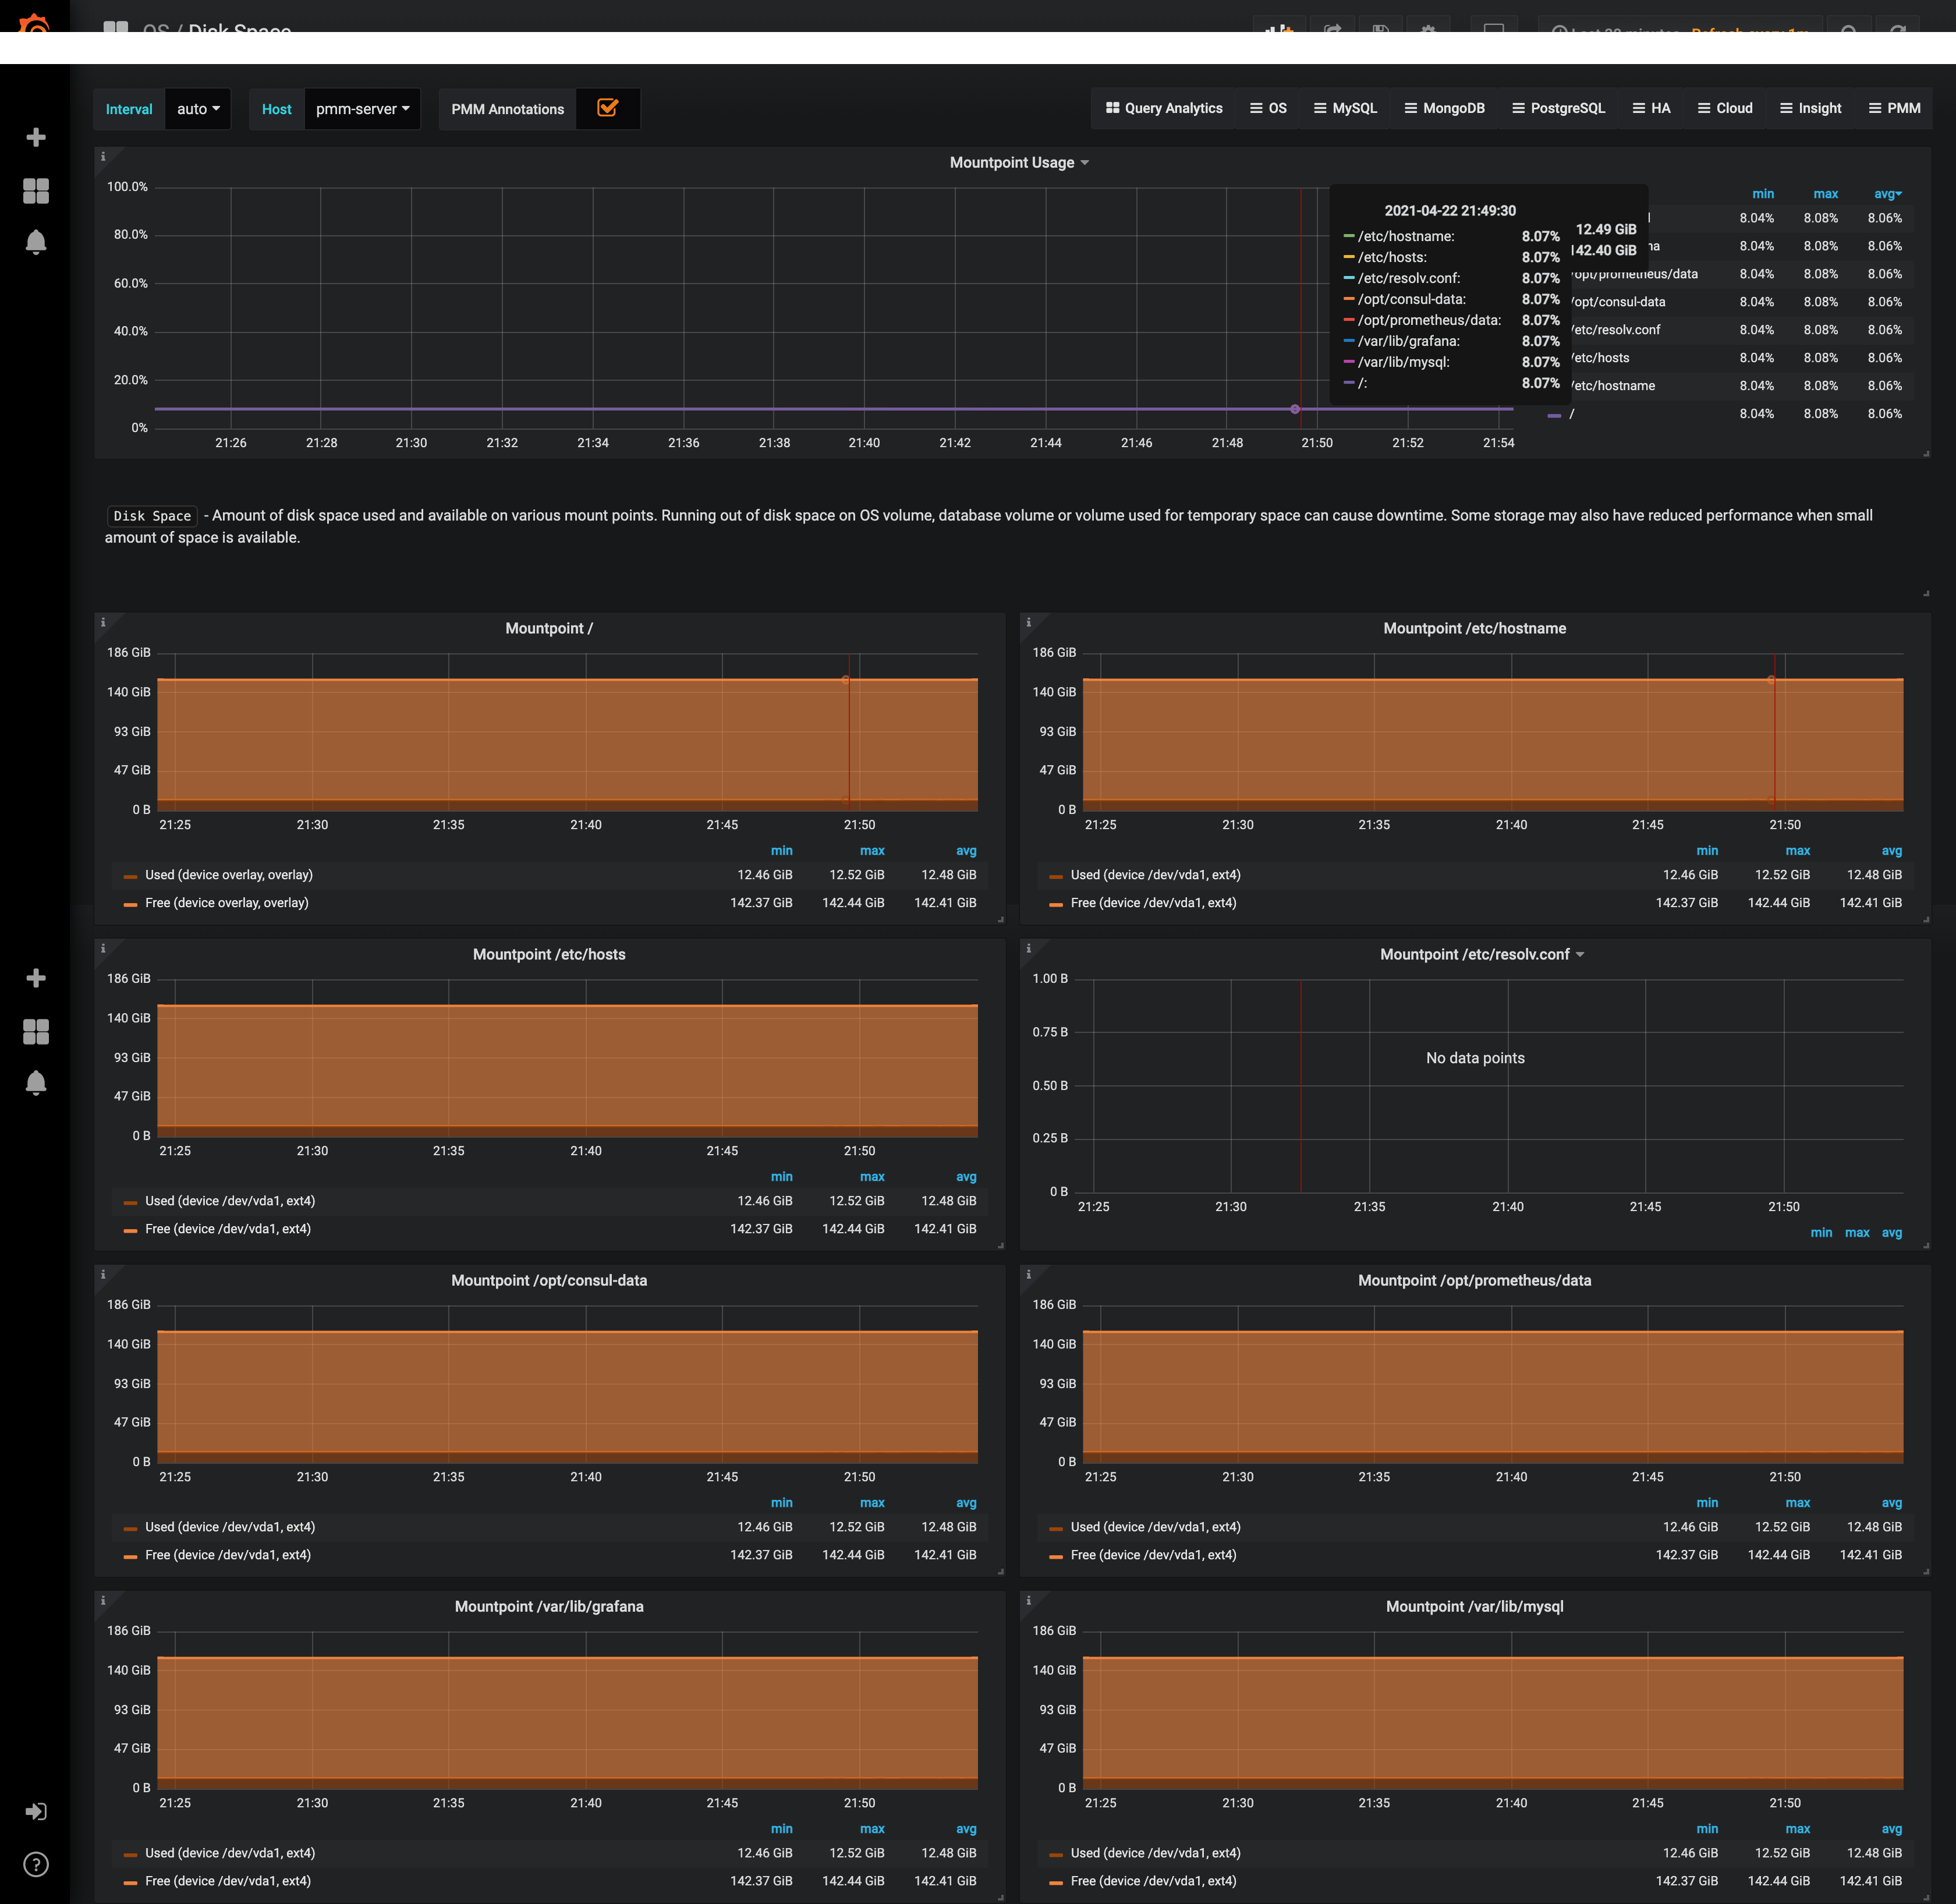 OS / Disk Space
Last 30 minutes Refresh every 1m
Interval auto Host pmm-server PMM Annotations
Query Analytics OS MySQL MongoDB PostgreSQL HA Cloud Insight PMM
Mountpoint Usage
100.0%
80.0%
60.0%
40.0%
20.0%
0%
21:26 21:28 21:30 21:32 21:34 21:36 21:38 21:40 21:42 21:44 21:46 21:48 21:50 21:52 21:54
2021-04-22 21:49:30
/etc/hostname: 8.07%
/etc/hosts: 8.07%
/etc/resolv.conf: 8.07%
/opt/consul-data: 8.07%
/opt/prometheus/data: 8.07%
/var/lib/grafana: 8.07%
/var/lib/mysql: 8.07%
/: 8.07%
12.49 GiB
142.40 GiB
min max avg
8.04% 8.08% 8.06%
8.04% 8.08% 8.06%
/opt/prometheus/data 8.04% 8.08% 8.06%
/opt/consul-data 8.04% 8.08% 8.06%
/etc/resolv.conf 8.04% 8.08% 8.06%
/etc/hosts 8.04% 8.08% 8.06%
/etc/hostname 8.04% 8.08% 8.06%
/ 8.04% 8.08% 8.06%
Disk Space - Amount of disk space used and available on various mount points. Running out of disk space on OS volume, database volume or volume used for temporary space can cause downtime. Some storage may also have reduced performance when small
amount of space is available.
Mountpoint /
186 GiB
140 GiB
93 GiB
47 GiB
0 B
21:25 21:30 21:35 21:40 21:45 21:50
min max avg
Used (device overlay, overlay) 12.46 GiB 12.52 GiB 12.48 GiB
Free (device overlay, overlay) 142.37 GiB 142.44 GiB 142.41 GiB
Mountpoint /etc/hostname
186 GiB
140 GiB
93 GiB
47 GiB
0 B
21:25 21:30 21:35 21:40 21:45 21:50
min max avg
Used (device /dev/vda1, ext4) 12.46 GiB 12.52 GiB 12.48 GiB
Free (device /dev/vda1, ext4) 142.37 GiB 142.44 GiB 142.41 GiB
Mountpoint /etc/hosts
186 GiB
140 GiB
93 GiB
47 GiB
0 B
21:25 21:30 21:35 21:40 21:45 21:50
min max avg
Used (device /dev/vda1, ext4) 12.46 GiB 12.52 GiB 12.48 GiB
Free (device /dev/vda1, ext4) 142.37 GiB 142.44 GiB 142.41 GiB
Mountpoint /etc/resolv.conf
1.00 B
0.75 B
No data points
0.50 B
0.25 B
0 B
21:25 21:30 21:35 21:40 21:45 21:50
min max avg
Mountpoint /opt/consul-data
186 GiB
140 GiB
93 GiB
47 GiB
0 B
21:25 21:30 21:35 21:40 21:45 21:50
min max avg
Used (device /dev/vda1, ext4) 12.46 GiB 12.52 GiB 12.48 GiB
Free (device /dev/vda1, ext4) 142.37 GiB 142.44 GiB 142.41 GiB
Mountpoint /opt/prometheus/data
186 GiB
140 GiB
93 GiB
47 GiB
0 B
21:25 21:30 21:35 21:40 21:45 21:50
min max avg
Used (device /dev/vda1, ext4) 12.46 GiB 12.52 GiB 12.48 GiB
Free (device /dev/vda1, ext4) 142.37 GiB 142.44 GiB 142.41 GiB
Mountpoint /var/lib/grafana
186 GiB
140 GiB
93 GiB
47 GiB
0 B
21:25 21:30 21:35 21:40 21:45 21:50
min max avg
Used (device /dev/vda1, ext4) 12.46 GiB 12.52 GiB 12.48 GiB
Free (device /dev/vda1, ext4) 142.37 GiB 142.44 GiB 142.41 GiB
Mountpoint /var/lib/mysql
186 GiB
140 GiB
93 GiB
47 GiB
0 B
21:25 21:30 21:35 21:40 21:45 21:50
min max avg
Used (device /dev/vda1, ext4) 12.46 GiB 12.52 GiB 12.48 GiB
Free (device /dev/vda1, ext4) 142.37 GiB 142.44 GiB 142.41 GiB